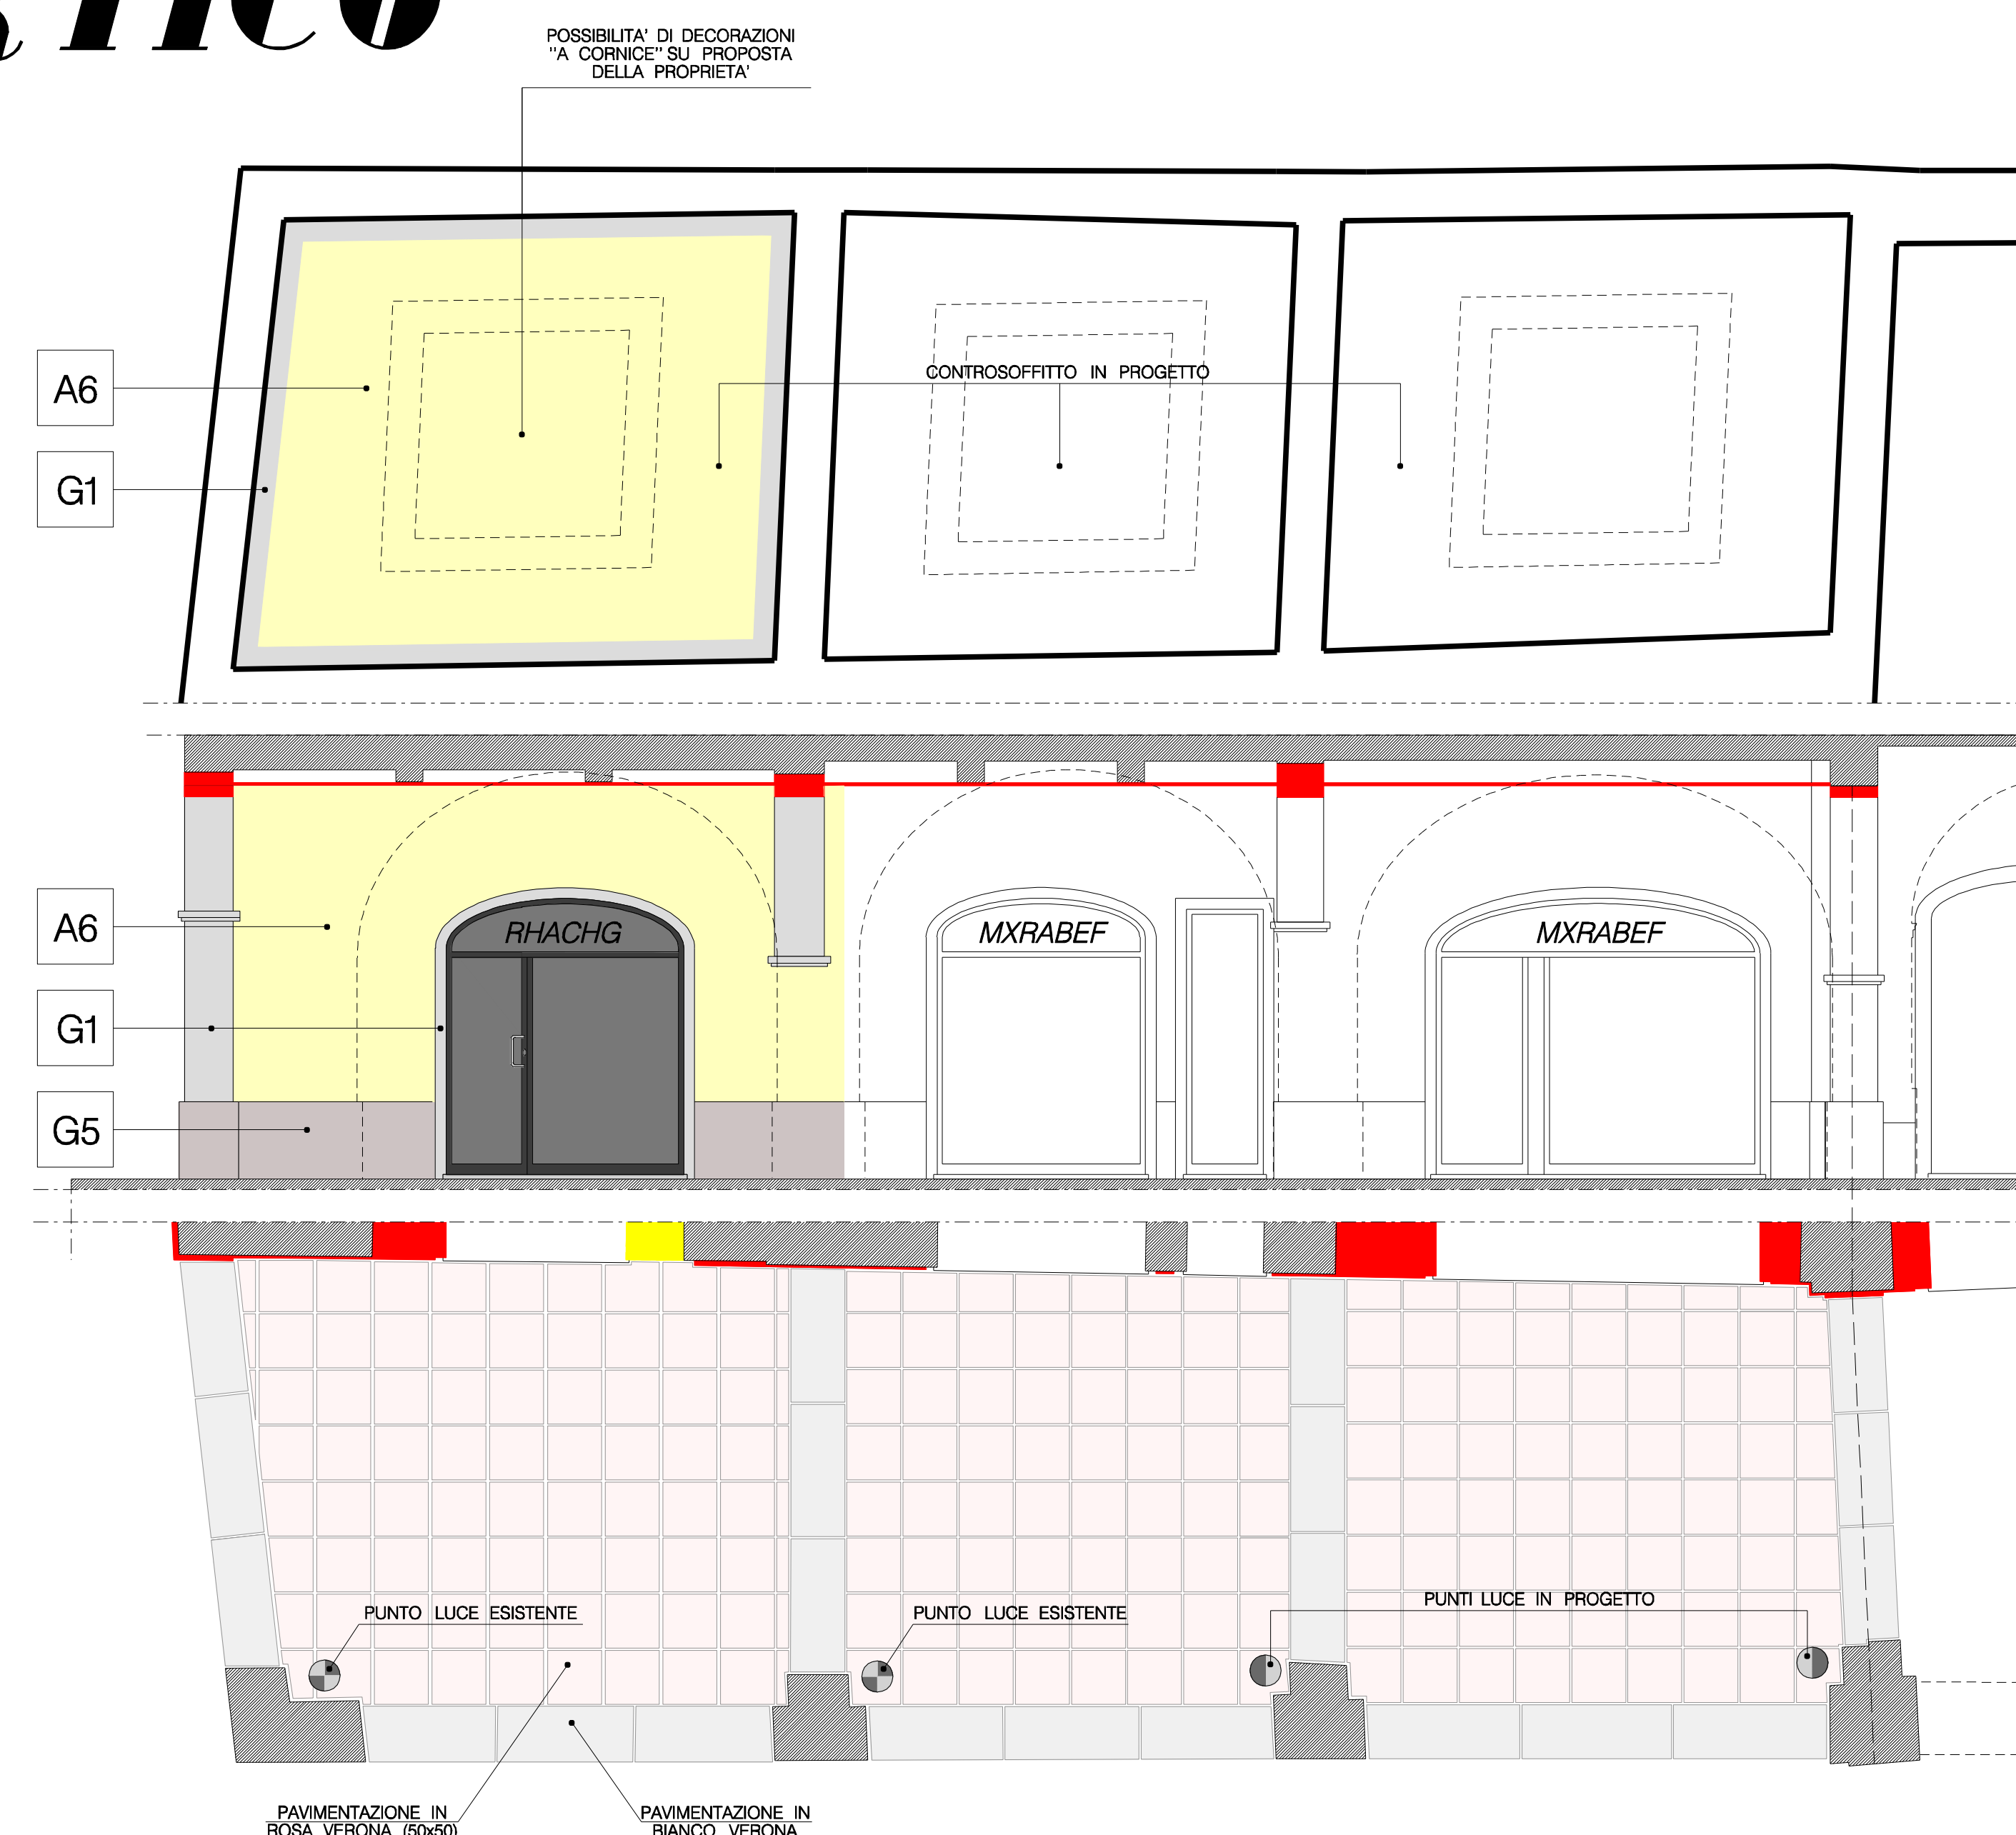 POSSIBILITA' DI DECORAZIONI
"A CORNICE" SU PROPOSTA
DELLA PROPRIETA'
A6
CONTROSOFFITTO IN PROGETTO
G1
A6
RHACHG
MXRABEF
MXRABEF
G1
G5
PUNTO LUCE ESISTENTE
PUNTO LUCE ESISTENTE
PUNTI LUCE IN PROGETTO
PAVIMENTAZIONE IN
ROSA VERONA (50x50)
PAVIMENTAZIONE IN
BIANCO VERONA